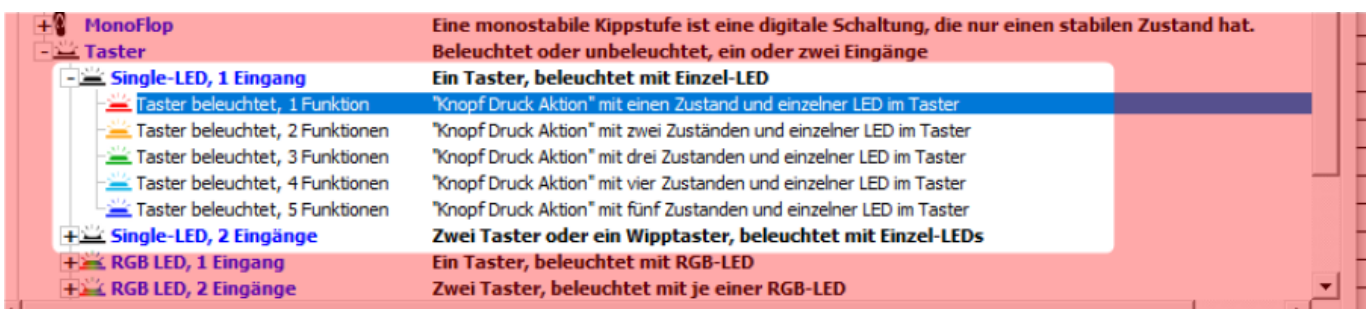 MonoFlop Eine monostabile Kippstufe ist eine digitale Schaltung, die nur einen stabilen Zustand hat.
Taster Beleuchtet oder unbeleuchtet, ein oder zwei Eingänge
Single-LED, 1 Eingang Ein Taster, beleuchtet mit Einzel-LED
Taster beleuchtet, 1 Funktion "Knopf Druck Aktion" mit einen Zustand und einzelner LED im Taster
Taster beleuchtet, 2 Funktionen "Knopf Druck Aktion" mit zwei Zuständen und einzelner LED im Taster
Taster beleuchtet, 3 Funktionen "Knopf Druck Aktion" mit drei Zustanden und einzelner LED im Taster
Taster beleuchtet, 4 Funktionen "Knopf Druck Aktion" mit vier Zustanden und einzelner LED im Taster
Taster beleuchtet, 5 Funktionen "Knopf Druck Aktion" mit fünf Zustanden und einzelner LED im Taster
Single-LED, 2 Eingänge Zwei Taster oder ein Wipptaster, beleuchtet mit Einzel-LEDs
RGB LED, 1 Eingang Ein Taster, beleuchtet mit RGB-LED
RGB LED, 2 Eingänge Zwei Taster, beleuchtet mit je einer RGB-LED